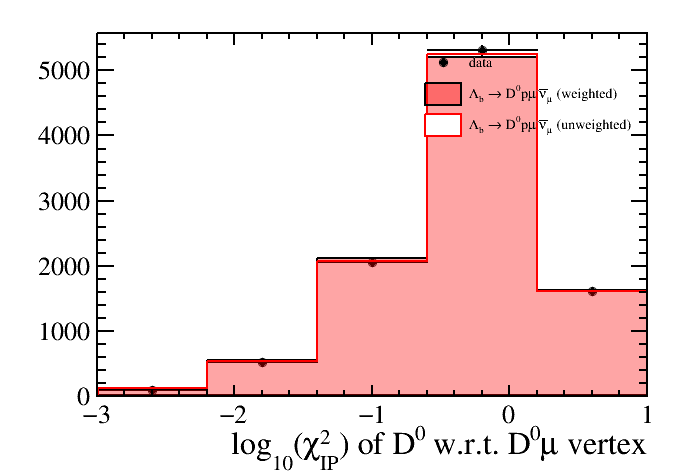 5000
4000
3000
2000
1000
0
data
Λb → D⁰pμν̅μ (weighted)
Λb → D⁰pμν̅μ (unweighted)
−3 −2 −1 0 1
log₁₀(χ²IP) of D⁰ w.r.t. D⁰μ vertex